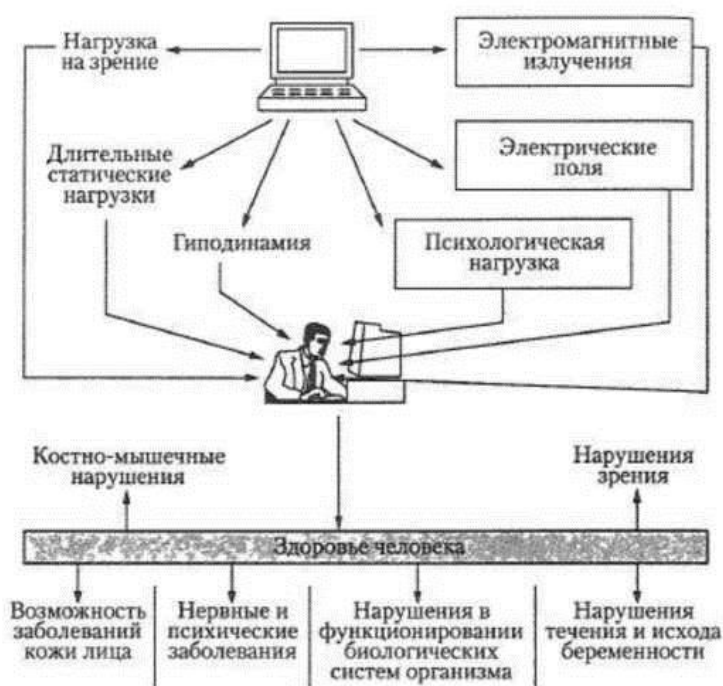 Нагрузка
на зрение
Электромагнитные
излучения
Длительные
статические
нагрузки
Электрические
поля
Гиподинамия
Психологическая
нагрузка
Костно-мышечные
нарушения
Нарушения
зрения
Здоровье человека
Возможность
заболеваний
кожи лица
Нервные и
психические
заболевания
Нарушения в
функционировании
биологических
систем организма
Нарушения
течения и исхода
беременности